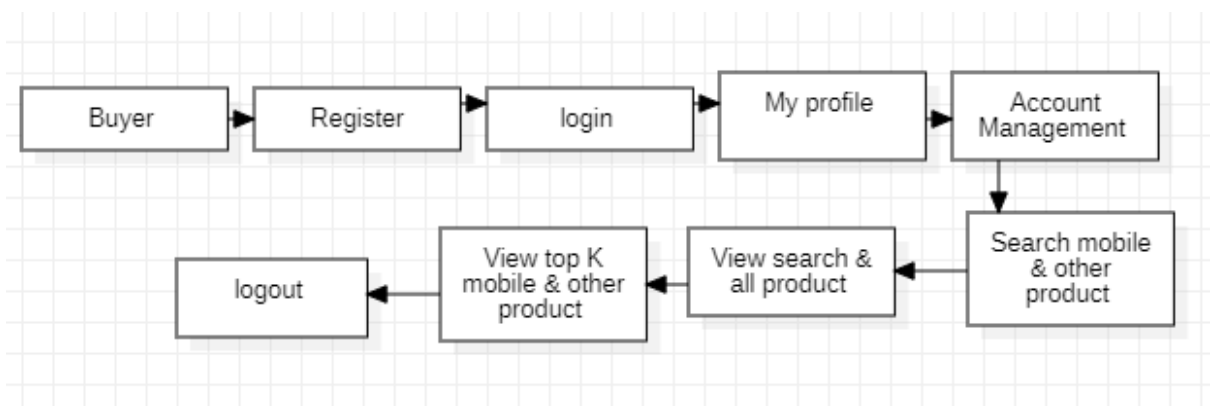 Buyer
Register
login
My profile
Account
Management
Search mobile
& other
product
View search &
all product
View top K
mobile & other
product
logout